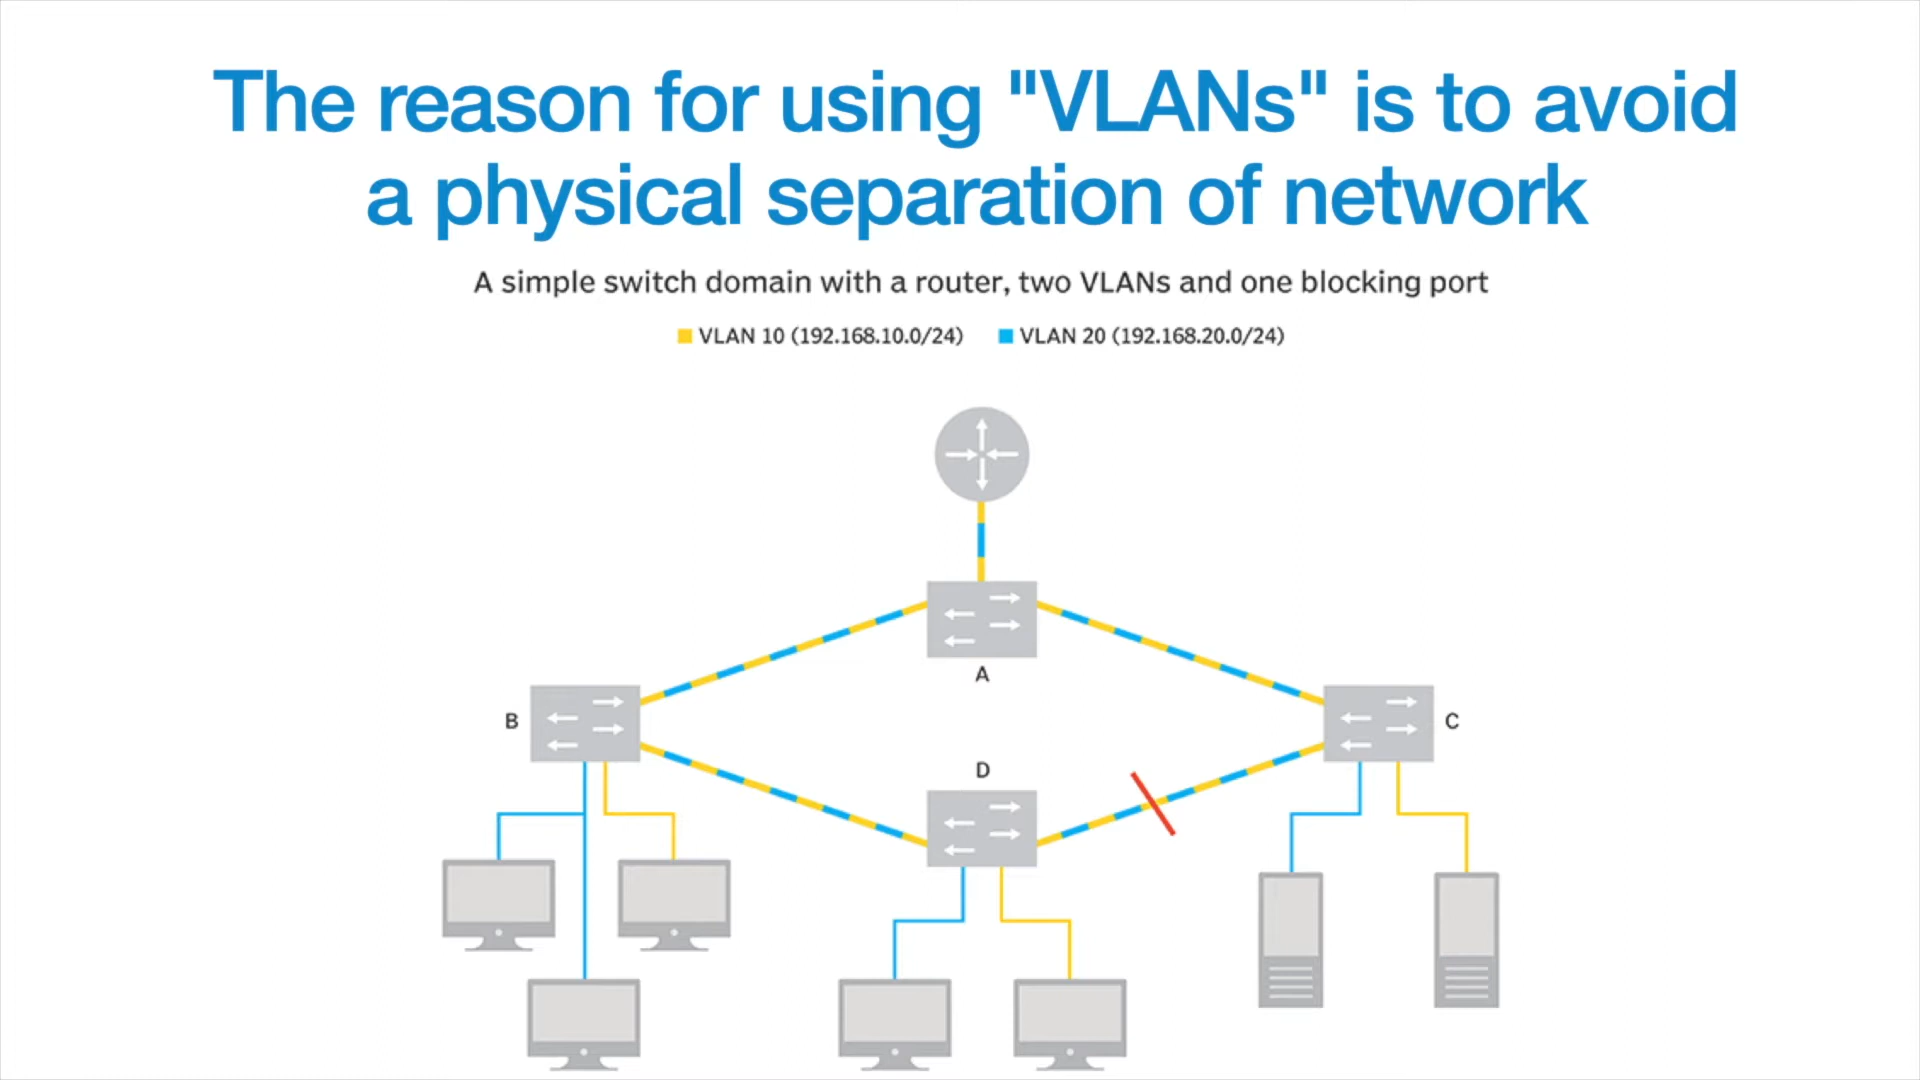 The reason for using "VLANs" is to avoid
a physical separation of network
A simple switch domain with a router, two VLANs and one blocking port
VLAN 10 (192.168.10.0/24) VLAN 20 (192.168.20.0/24)
A
B
C
D